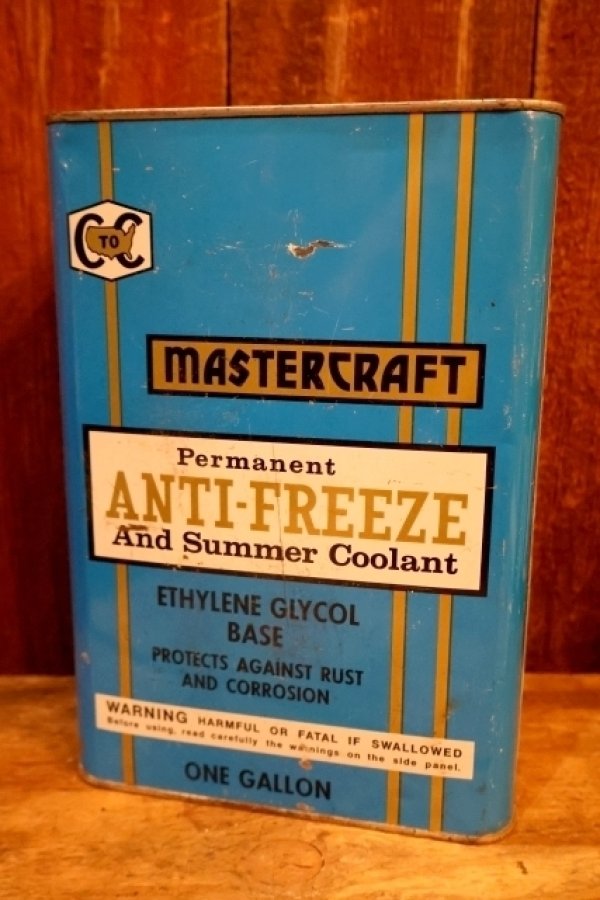 C TO C
MASTERCRAFT
Permanent
ANTI-FREEZE
And Summer Coolant
ETHYLENE GLYCOL
BASE
PROTECTS AGAINST RUST
AND CORROSION
WARNING HARMFUL OR FATAL IF SWALLOWED
Before using, read carefully the warnings on the side panel.
ONE GALLON